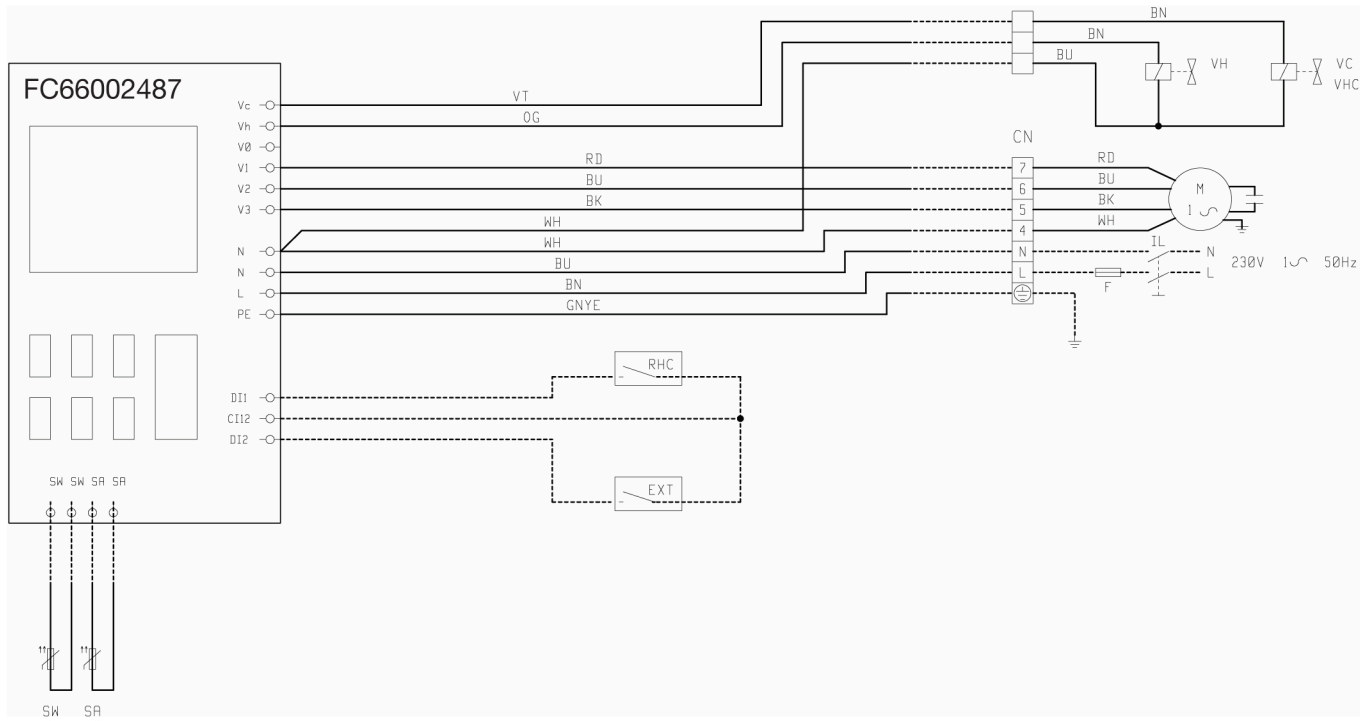 BN
BN
BU
VH
VC
VHC
FC66002487
Vc
VT
Vh
OG
VØ
CN
V1
RD
7
RD
V2
BU
6
BU
M
V3
BK
5
BK
1
WH
4
WH
N
WH
N
IL
N
230V 1 50Hz
N
BU
L
F
L
L
BN
PE
GNYE
RHC
DI1
CI12
DI2
EXT
SW SW SA SA
SW SA